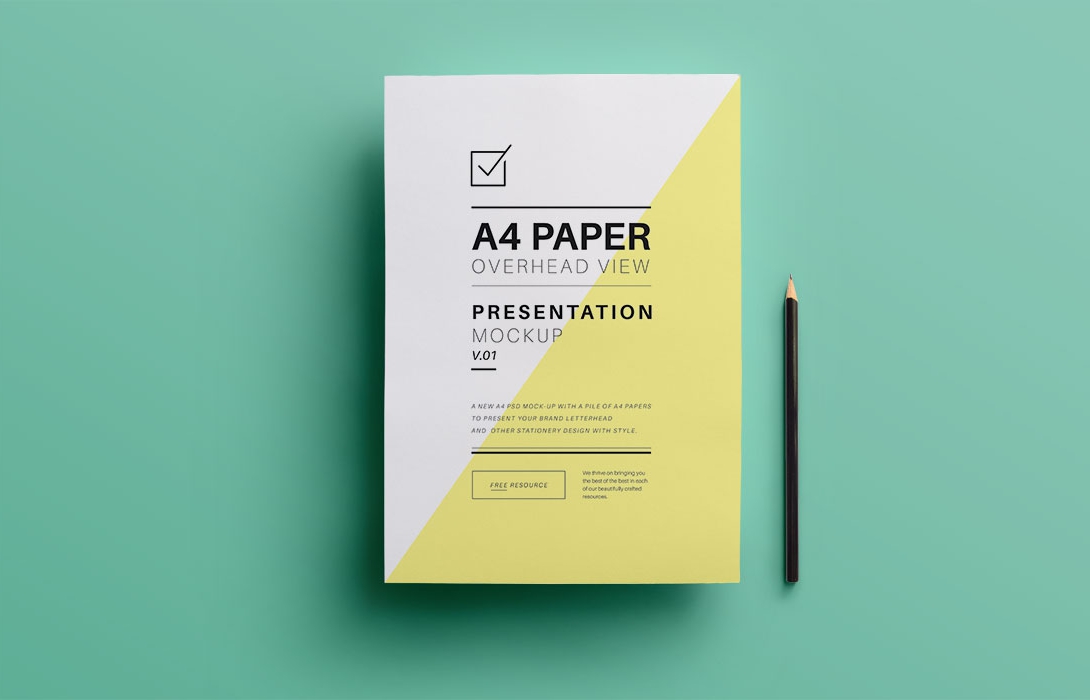 A4 PAPER
OVERHEAD VIEW
PRESENTATION
MOCKUP
V.01
A NEW A4 PSD MOCK-UP WITH A PILE OF A4 PAPERS
TO PRESENT YOUR BRAND LETTERHEAD
AND OTHER STATIONERY DESIGN WITH STYLE.
FREE RESOURCE
We thrive on bringing you
the best of the best in each
of our beautifully crafted
resources.